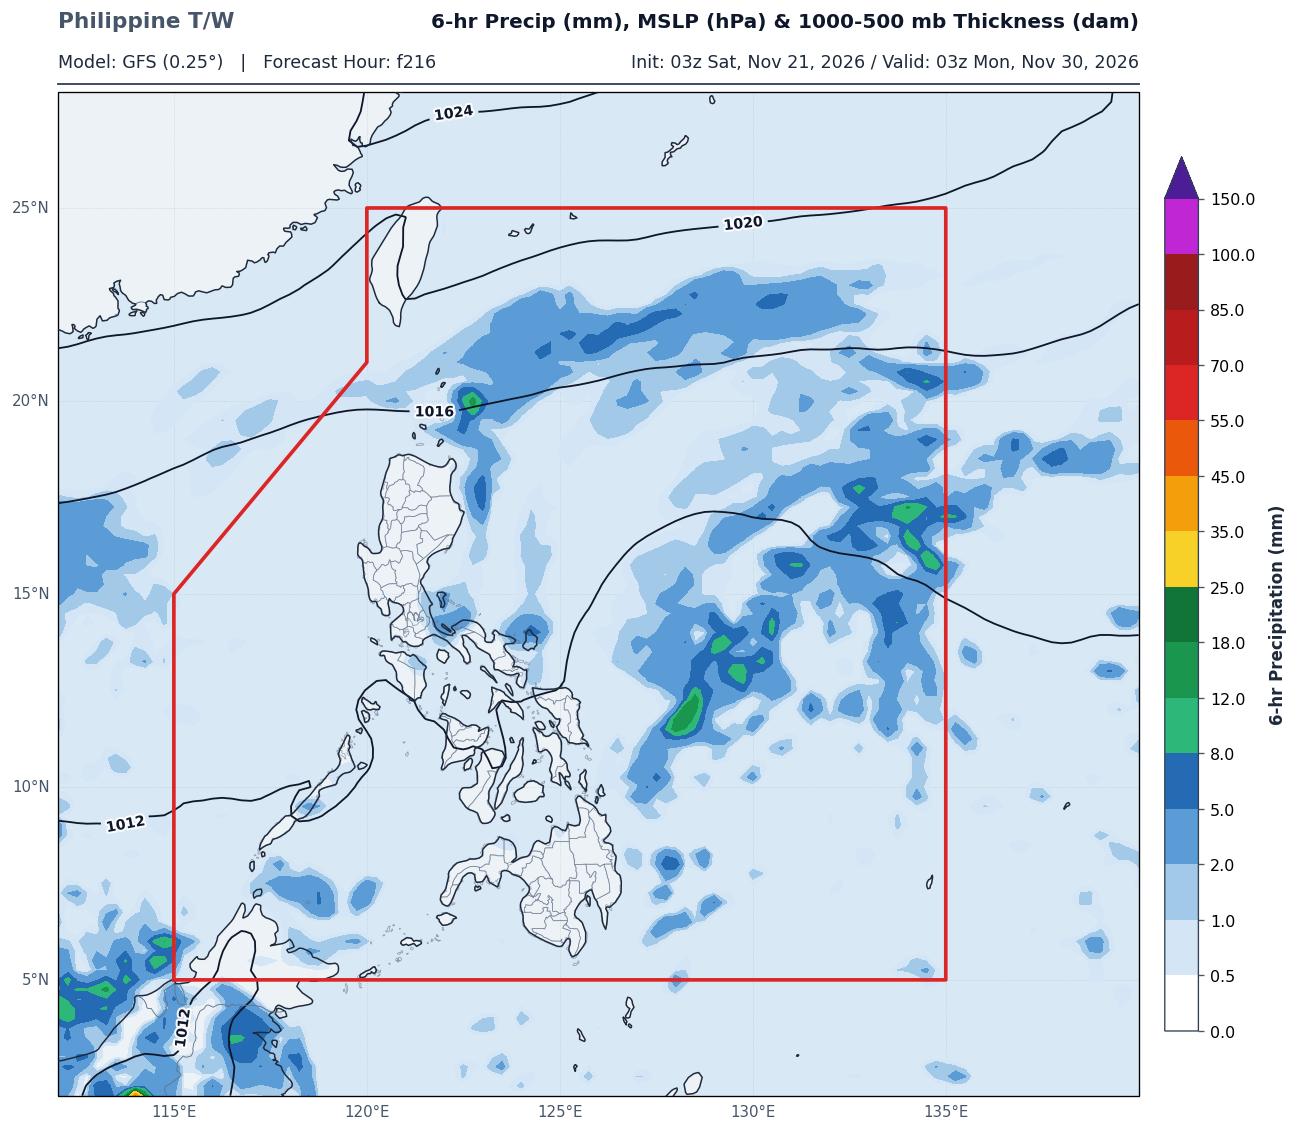 Philippine T/W
6-hr Precip (mm), MSLP (hPa) & 1000-500 mb Thickness (dam)
Model: GFS (0.25°) | Forecast Hour: f216
Init: 03z Sat, Nov 21, 2026 / Valid: 03z Mon, Nov 30, 2026
1024
1020
1016
1012
1012
25°N
20°N
15°N
10°N
5°N
115°E
120°E
125°E
130°E
135°E
150.0
100.0
85.0
70.0
55.0
45.0
35.0
25.0
18.0
12.0
8.0
5.0
2.0
1.0
0.5
0.0
6-hr Precipitation (mm)